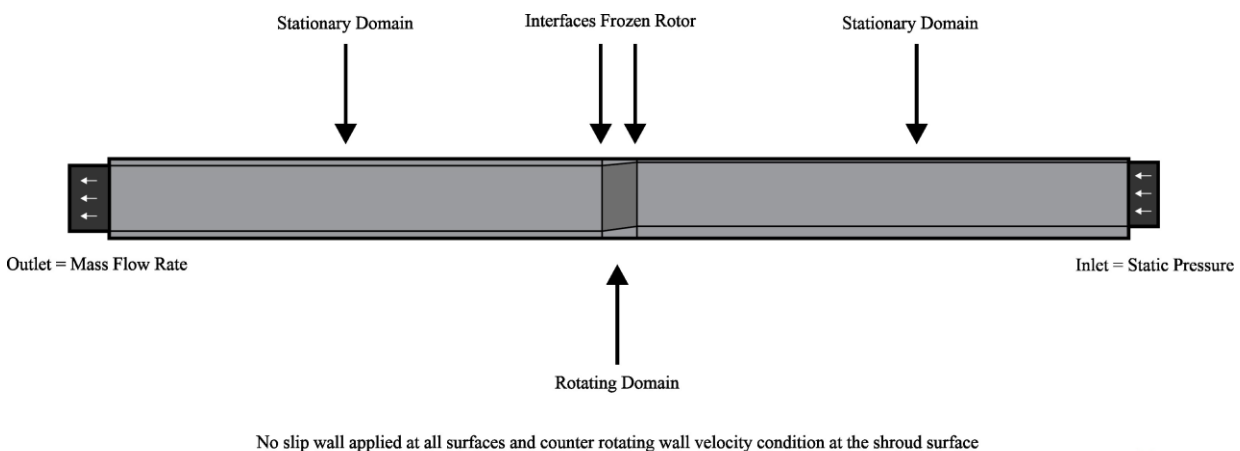 Stationary Domain
Interfaces Frozen Rotor
Stationary Domain
Outlet = Mass Flow Rate
Inlet = Static Pressure
Rotating Domain
No slip wall applied at all surfaces and counter rotating wall velocity condition at the shroud surface